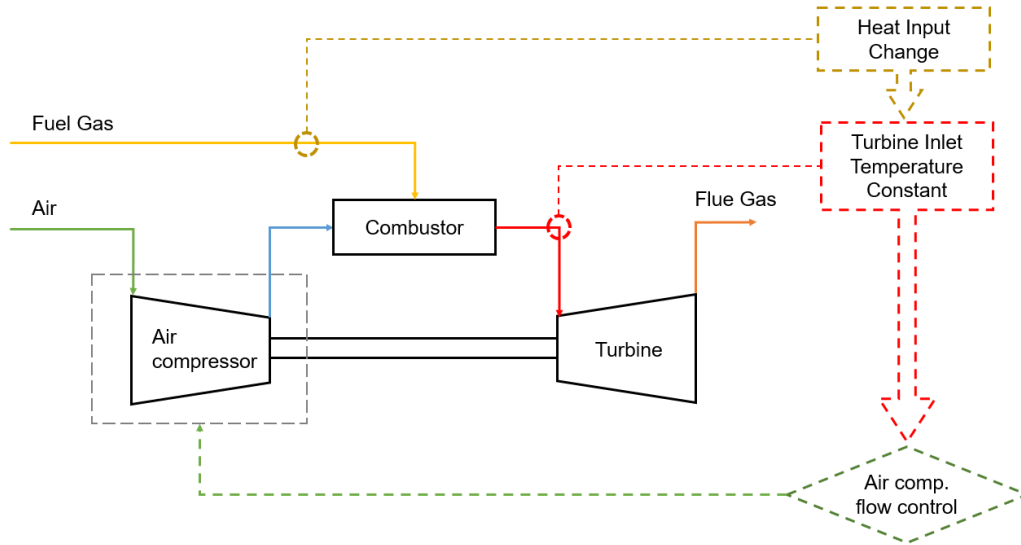 Heat Input
Change
Fuel Gas
Turbine Inlet
Temperature
Constant
Air
Flue Gas
Combustor
Air
compressor
Turbine
Air comp.
flow control